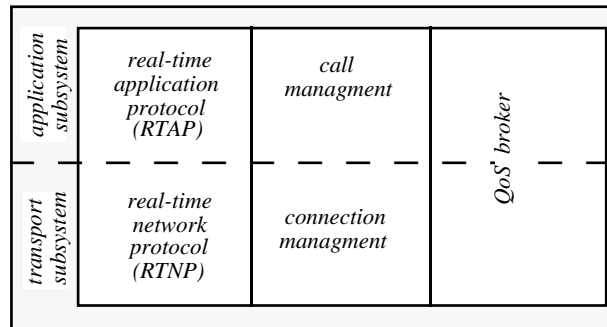 application
subsystem
real-time
application
protocol
(RTAP)
call
managment
QoS broker
transport
subsystem
real-time
network
protocol
(RTNP)
connection
managment